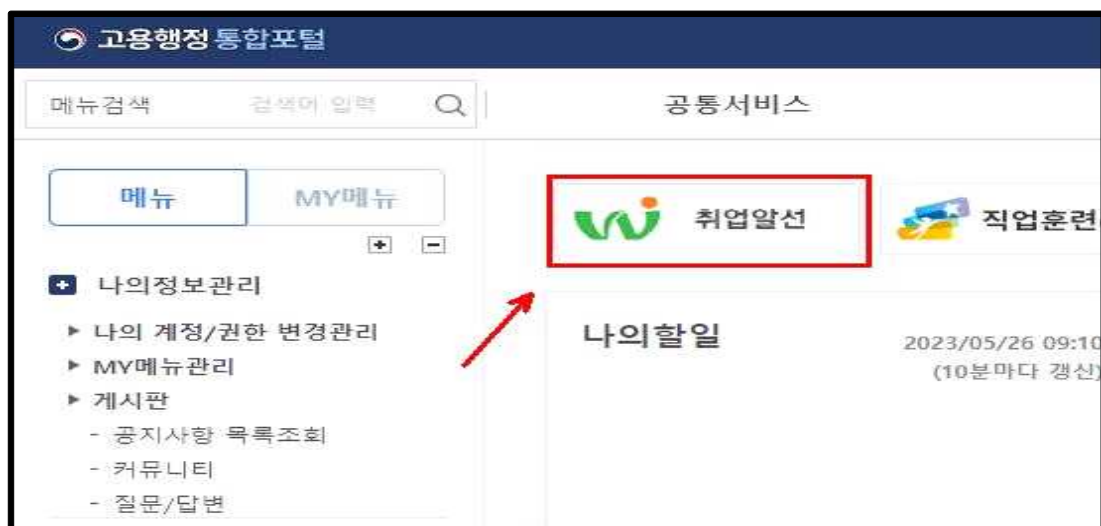 고용행정 통합포털
메뉴검색 검색어 입력 공통서비스
메뉴 MY메뉴
취업알선 직업훈련
나의정보관리
▶ 나의 계정/권한 변경관리
▶ MY메뉴관리
▶ 게시판
- 공지사항 목록조회
- 커뮤니티
- 질문/답변
나의할일 2023/05/26 09:10
(10분마다 갱신)